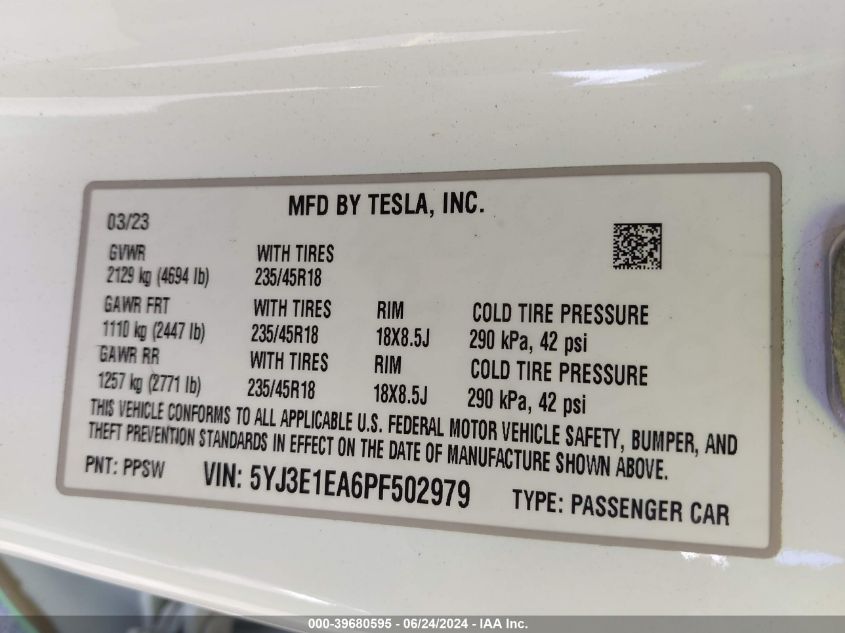 MFD BY TESLA, INC.
03/23
GVWR WITH TIRES
2129 kg (4694 lb) 235/45R18
GAWR FRT WITH TIRES RIM COLD TIRE PRESSURE
1110 kg (2447 lb) 235/45R18 18X8.5J 290 kPa, 42 psi
GAWR RR WITH TIRES RIM COLD TIRE PRESSURE
1257 kg (2771 lb) 235/45R18 18X8.5J 290 kPa, 42 psi
THIS VEHICLE CONFORMS TO ALL APPLICABLE U.S. FEDERAL MOTOR VEHICLE SAFETY, BUMPER, AND
THEFT PREVENTION STANDARDS IN EFFECT ON THE DATE OF MANUFACTURE SHOWN ABOVE.
PNT: PPSW VIN: 5YJ3E1EA6PF502979 TYPE: PASSENGER CAR
000-39680595 - 06/24/2024 - IAA Inc.